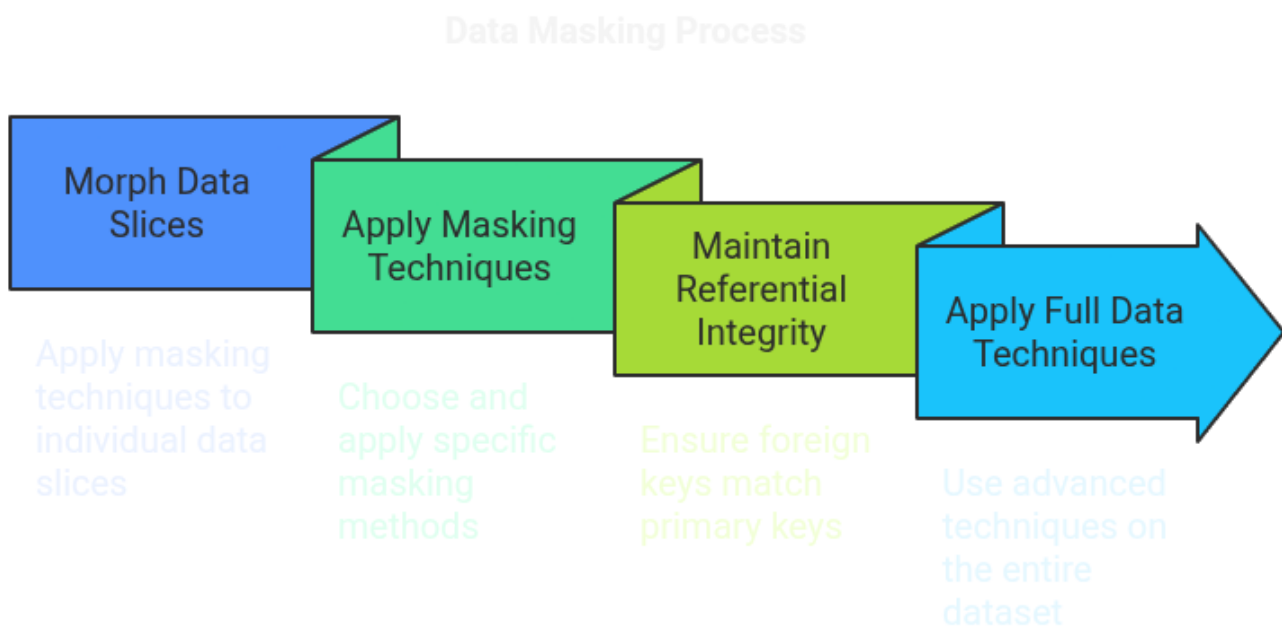 Data Masking Process
Morph Data
Slices
Apply Masking
Techniques
Maintain
Referential
Integrity
Apply Full Data
Techniques
Apply masking
techniques to
individual data
slices
Choose and
apply specific
masking
methods
Ensure foreign
keys match
primary keys
Use advanced
techniques on
the entire
dataset